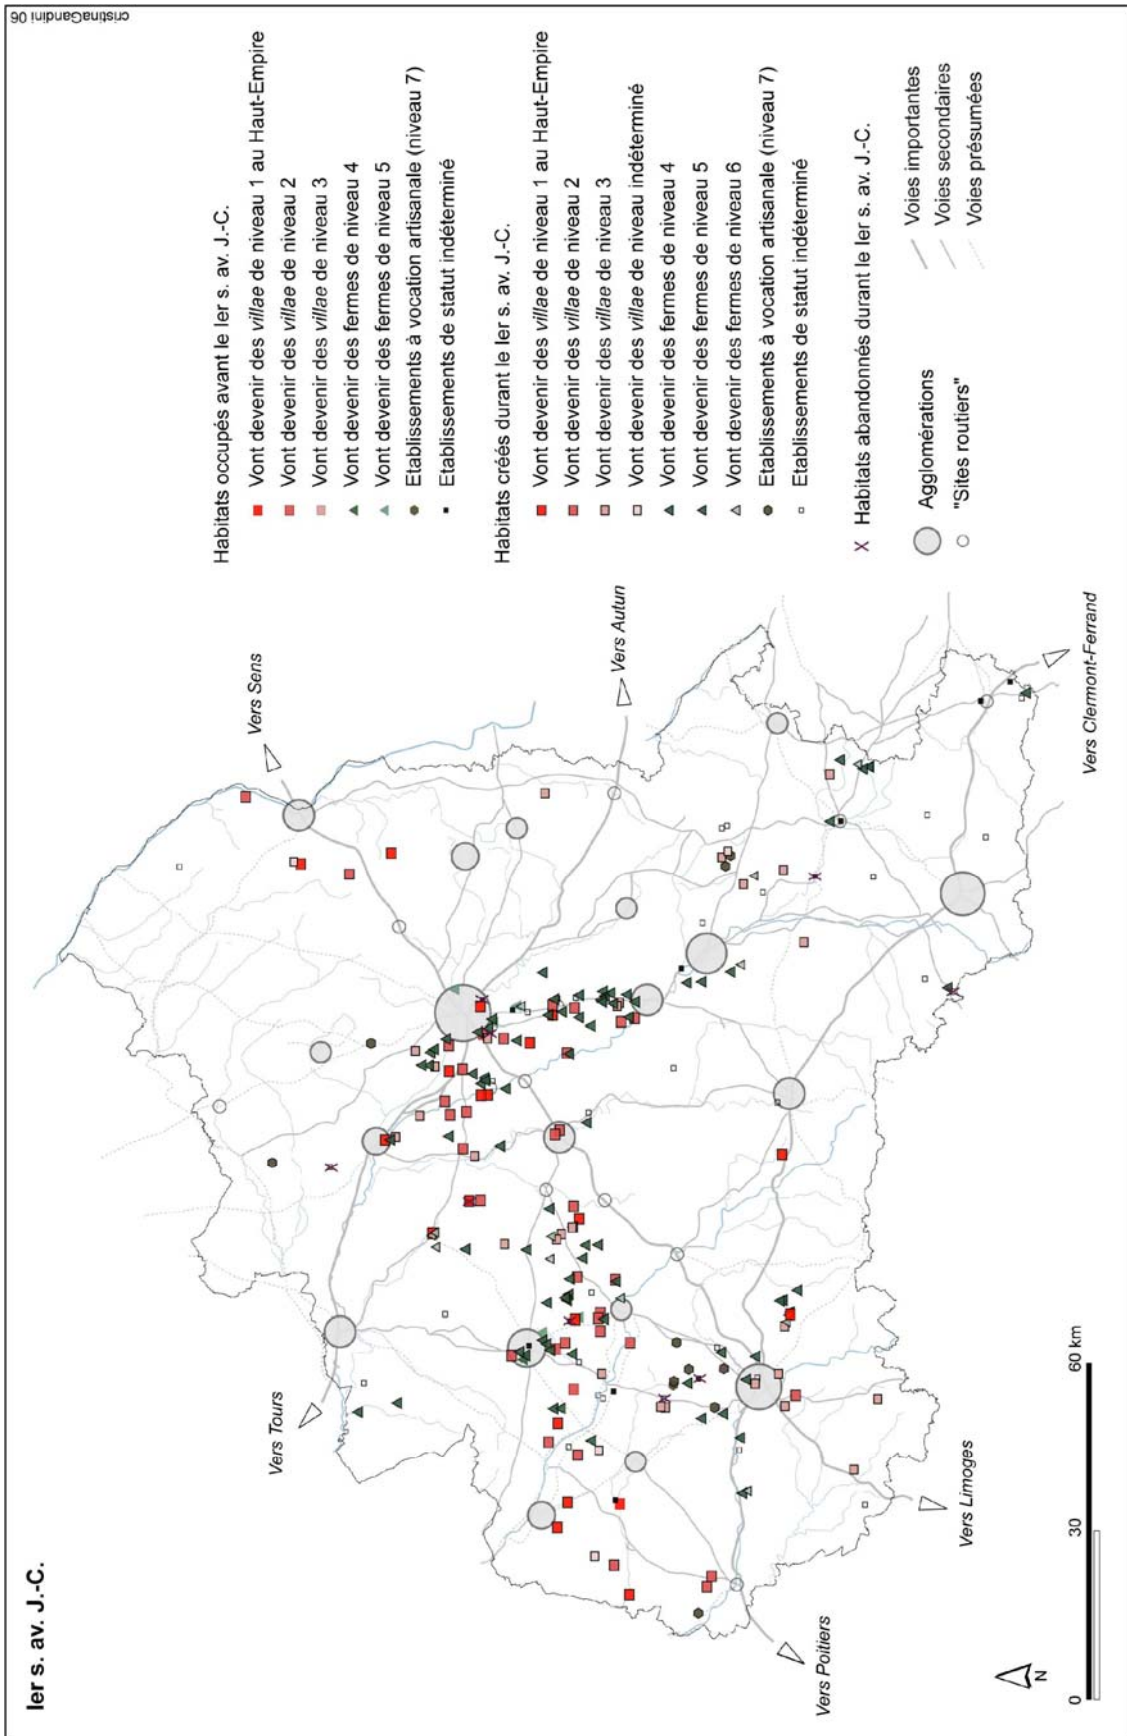 Ier s. av. J.-C.
cristinaGandini 06
Vers Sens
Vers Autun
Vers Tours
Vers Clermont-Ferrand
Vers Limoges
Vers Poitiers
N
0
30
60 km
Habitats occupés avant le Ier s. av. J.-C.
Vont devenir des villae de niveau 1 au Haut-Empire
Vont devenir des villae de niveau 2
Vont devenir des villae de niveau 3
Vont devenir des fermes de niveau 4
Vont devenir des fermes de niveau 5
Etablissements à vocation artisanale (niveau 7)
Etablissements de statut indéterminé
Habitats créés durant le Ier s. av. J.-C.
Vont devenir des villae de niveau 1 au Haut-Empire
Vont devenir des villae de niveau 2
Vont devenir des villae de niveau 3
Vont devenir des villae de niveau indéterminé
Vont devenir des fermes de niveau 4
Vont devenir des fermes de niveau 5
Vont devenir des fermes de niveau 6
Etablissements à vocation artisanale (niveau 7)
Etablissements de statut indéterminé
Habitats abandonnés durant le Ier s. av. J.-C.
Agglomérations
"Sites routiers"
Voies importantes
Voies secondaires
Voies présumées